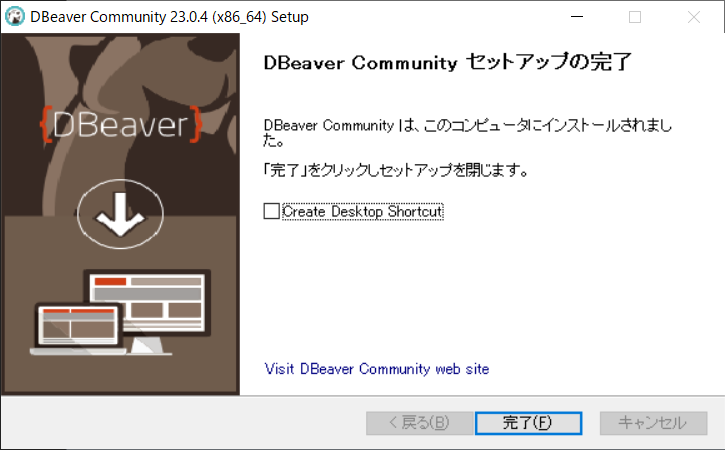 DBeaver Community 23.0.4 (x86_64) Setup
{DBeaver}
DBeaver Community セットアップの完了
DBeaver Community は、このコンピュータにインストールされまし
た。
「完了」をクリックしセットアップを閉じます。
Create Desktop Shortcut
Visit DBeaver Community web site
< 戻る(B)
完了(F)
キャンセル